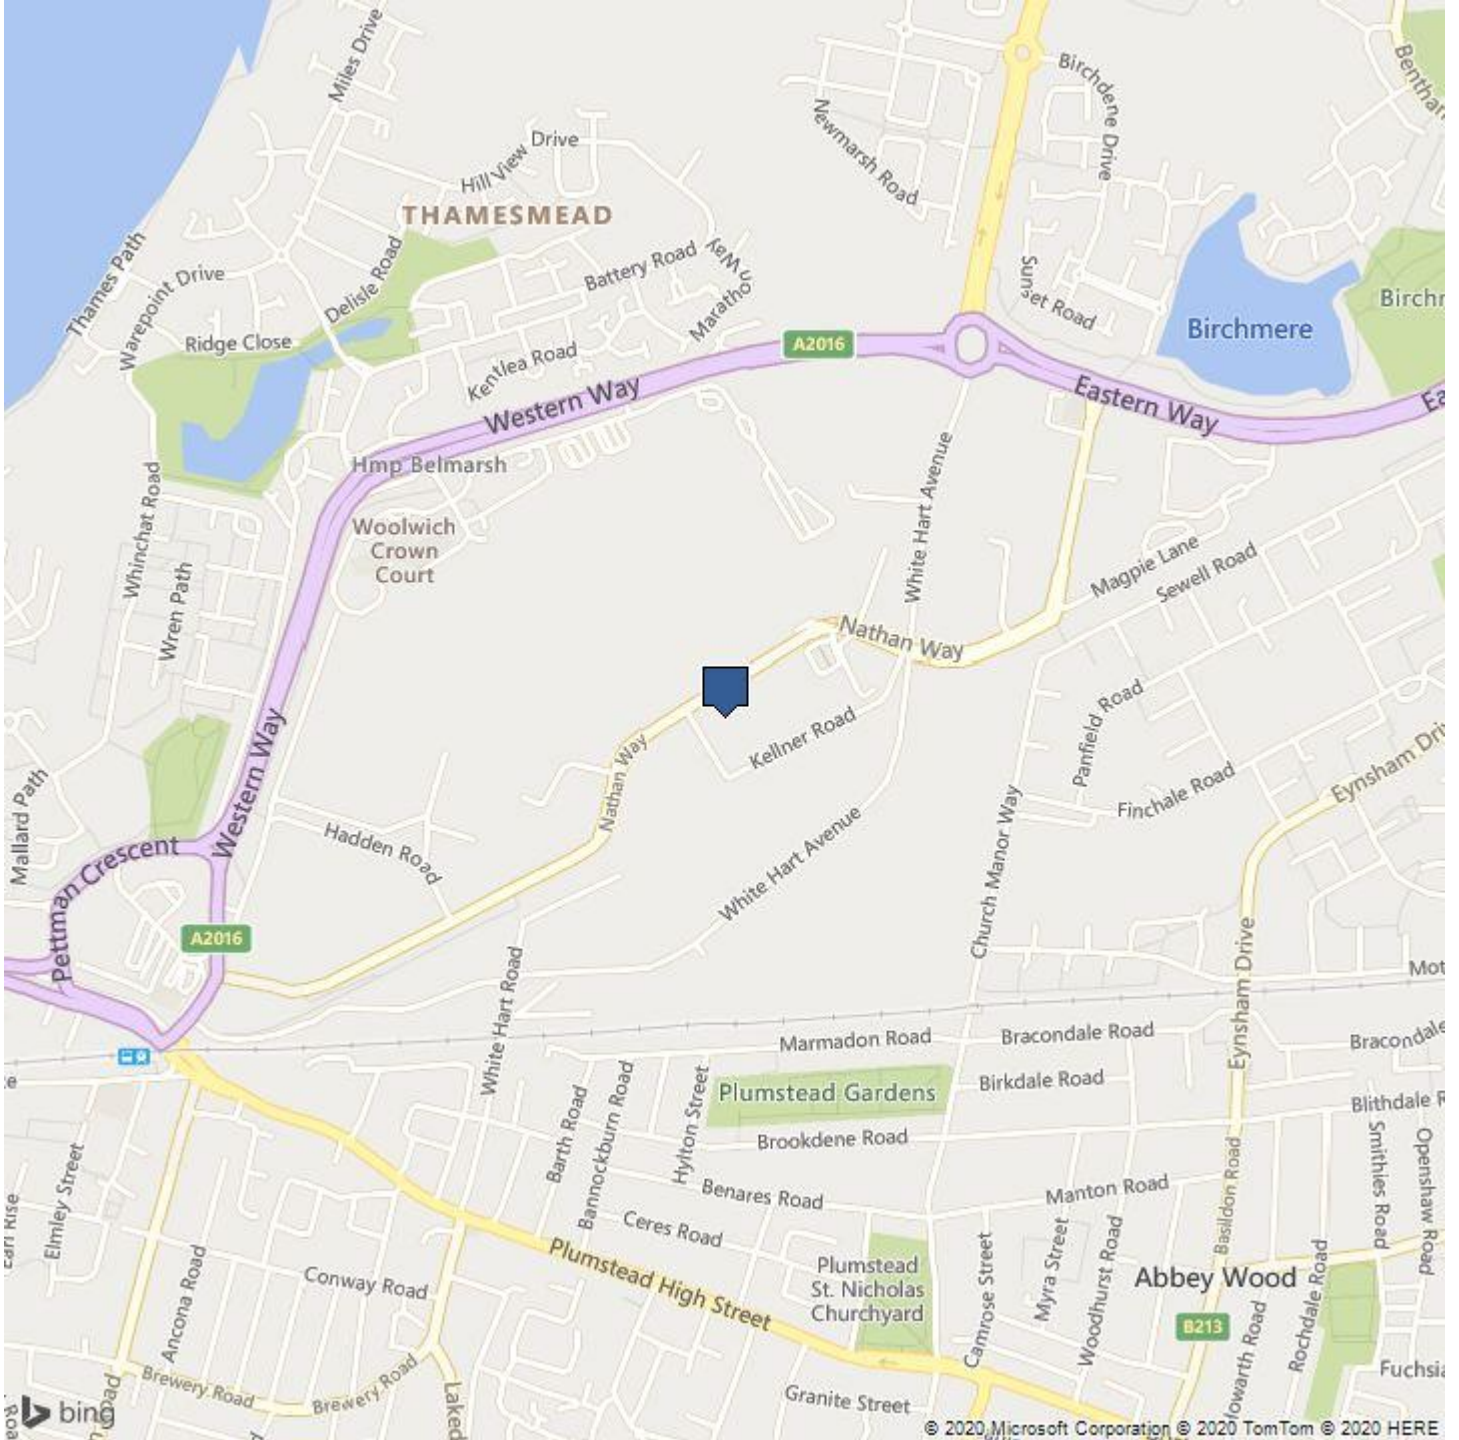 Miles Drive
Birchdene Drive
Hill View Drive
Newmarsh Road
THAMESMEAD
Thames Path
Warepoint Drive
Delisle Road
Battery Road
Marathon Way
Sunset Road
Birchmere
Ridge Close
Kentlea Road
A2016
Western Way
Eastern Way
Hmp Belmarsh
Whinchat Road
Woolwich
Crown
Court
White Hart Avenue
Magpie Lane
Sewell Road
Wren Path
Nathan Way
Panfield Road
Kellner Road
Western Way
Nathan Way
Finchale Road
Mallard Path
Pettman Crescent
Hadden Road
White Hart Avenue
Church Manor Way
A2016
Eynsham Drive
White Hart Road
Marmadon Road
Bracondale Road
Birkdale Road
Plumstead Gardens
Brookdene Road
Barth Road
Bannockburn Road
Hylton Street
Benares Road
Manton Road
Smithies Road
Openshaw Road
Elmley Street
Ceres Road
Basildon Road
Plumstead High Street
Plumstead
St. Nicholas
Churchyard
Camrose Street
Myra Street
Woodhurst Road
Abbey Wood
B213
Rochdale Road
Ancona Road
Conway Road
Brewery Road
Brewery Road
Granite Street
bing
© 2020 Microsoft Corporation © 2020 TomTom © 2020 HERE